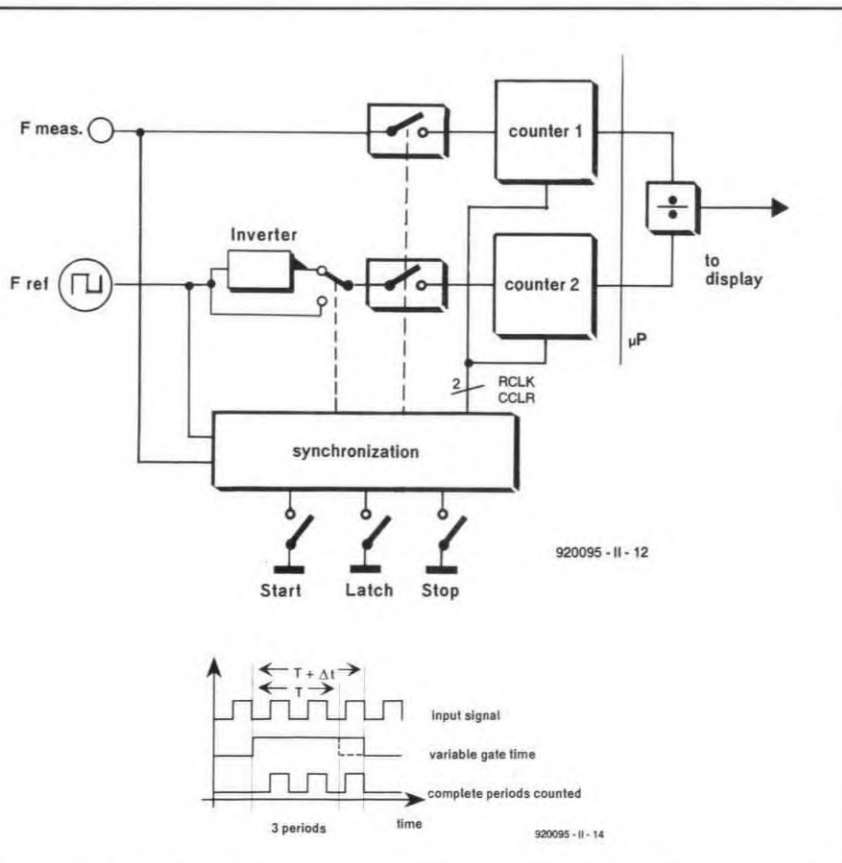 F meas.
counter 1
Inverter
F ref
counter 2
÷
to
display
µP
2
RCLK
CCLR
synchronization
920095 - II - 12
Start
Latch
Stop
T + Δt
T
input signal
variable gate time
complete periods counted
3 periods
time
920095 - II - 14